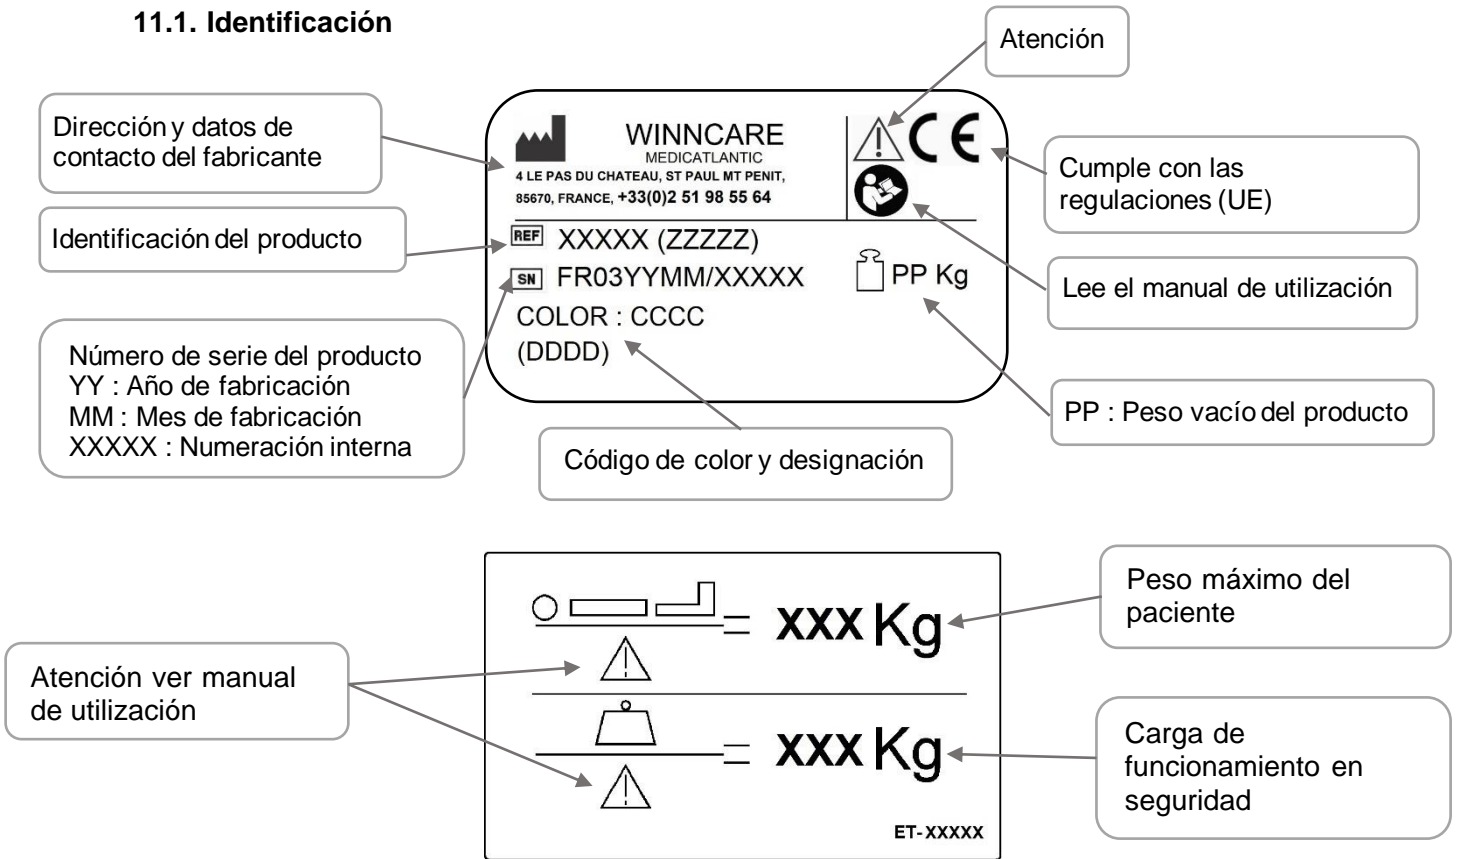 11.1. Identificación
Atención
Dirección y datos de
contacto del fabricante
WINNCARE
MEDICATLANTIC
4 LE PAS DU CHATEAU, ST PAUL MT PENIT,
85670, FRANCE, +33(0)2 51 98 55 64
CE
Cumple con las
regulaciones (UE)
Identificación del producto
REF XXXXX (ZZZZZ)
SN FR03YYMM/XXXXX
PP Kg
COLOR : CCCC
(DDDD)
Lee el manual de utilización
Número de serie del producto
YY : Año de fabricación
MM : Mes de fabricación
XXXXX : Numeración interna
PP : Peso vacío del producto
Código de color y designación
= XXX Kg
Peso máximo del
paciente
Atención ver manual
de utilización
= XXX Kg
Carga de
funcionamiento en
seguridad
ET-XXXXX